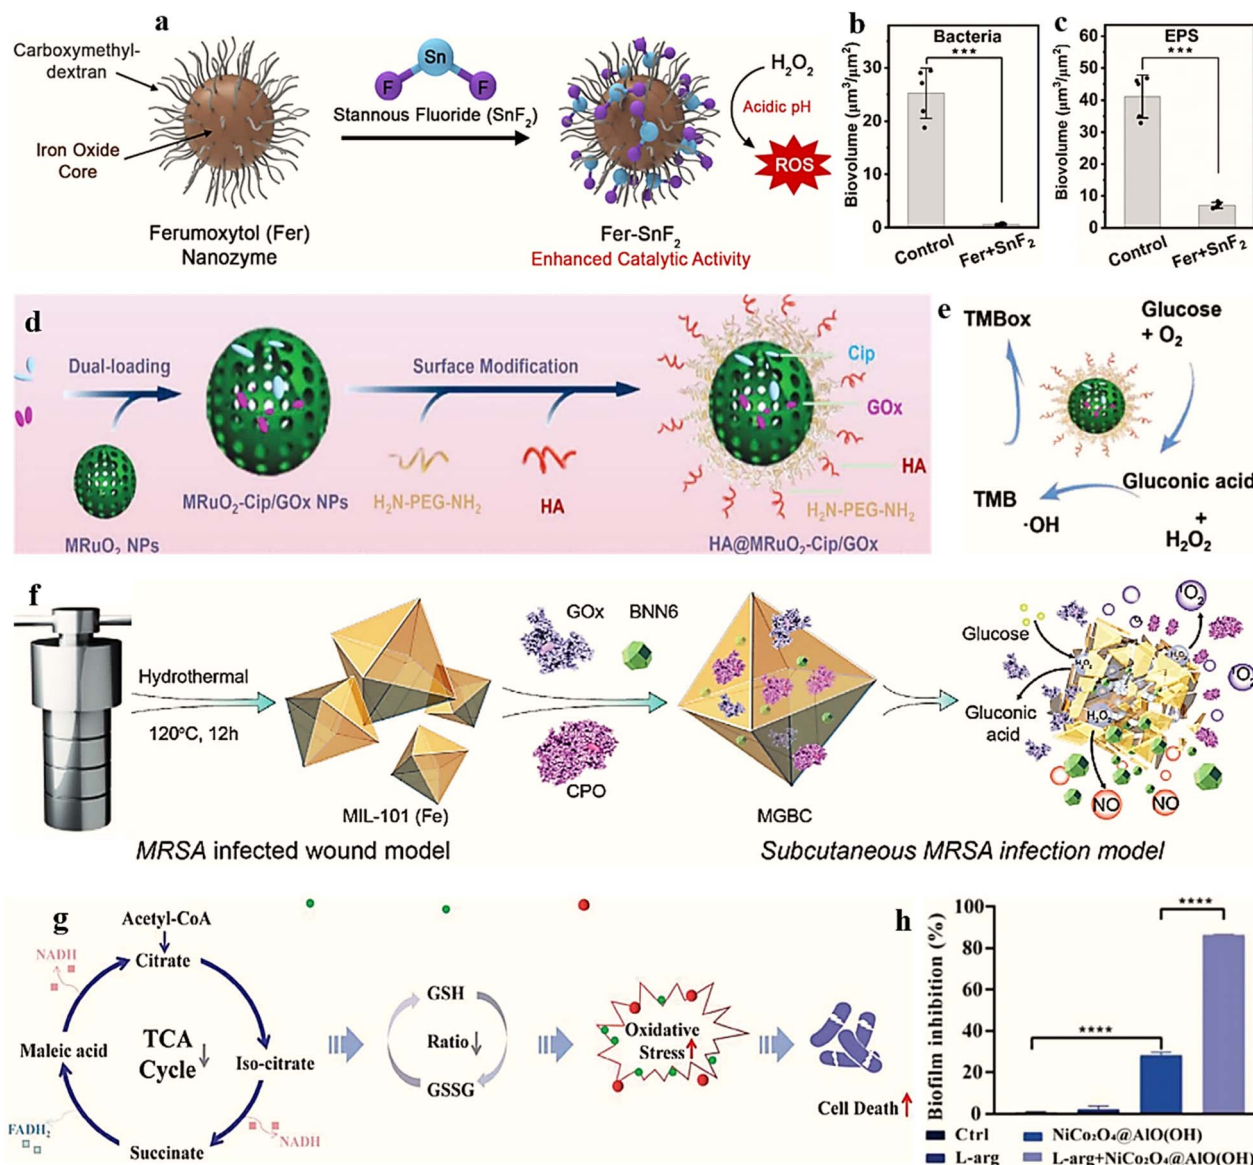 a
Carboxymethyl-
dextran
Iron Oxide
Core
Ferumoxytol (Fer)
Nanozyme
Sn
F
F
Stannous Fluoride (SnF₂)
H₂O₂
Acidic pH
ROS
Fer-SnF₂
Enhanced Catalytic Activity
b
Bacteria
***
Biovolume (μm³/μm²)
30
20
10
0
Control
Fer+SnF₂
c
EPS
***
Biovolume (μm³/μm²)
60
50
40
30
20
10
0
Control
Fer+SnF₂
d
Dual-loading
MRuO₂ NPs
MRuO₂-Cip/GOx NPs
Surface Modification
H₂N-PEG-NH₂
HA
Cip
GOx
HA
H₂N-PEG-NH₂
HA@MRuO₂-Cip/GOx
e
TMBox
Glucose
+ O₂
Gluconic acid
+
H₂O₂
TMB
·OH
f
Hydrothermal
120°C, 12h
MIL-101 (Fe)
GOx
BNN6
CPO
MGBC
Glucose
Gluconic
acid
H₂O₂
H₂O₂
¹O₂
¹O₂
NO
NO
MRSA infected wound model
Subcutaneous MRSA infection model
g
Acetyl-CoA
Citrate
NADH
Maleic acid
TCA
Cycle
Iso-citrate
FADH₂
Succinate
NADH
GSH
Ratio
GSSG
Oxidative
Stress
Cell Death
h
Biofilm inhibition (%)
100
80
60
40
20
0
****
****
Ctrl
NiCo₂O₄@AlO(OH)
L-arg
L-arg+NiCo₂O₄@AlO(OH)